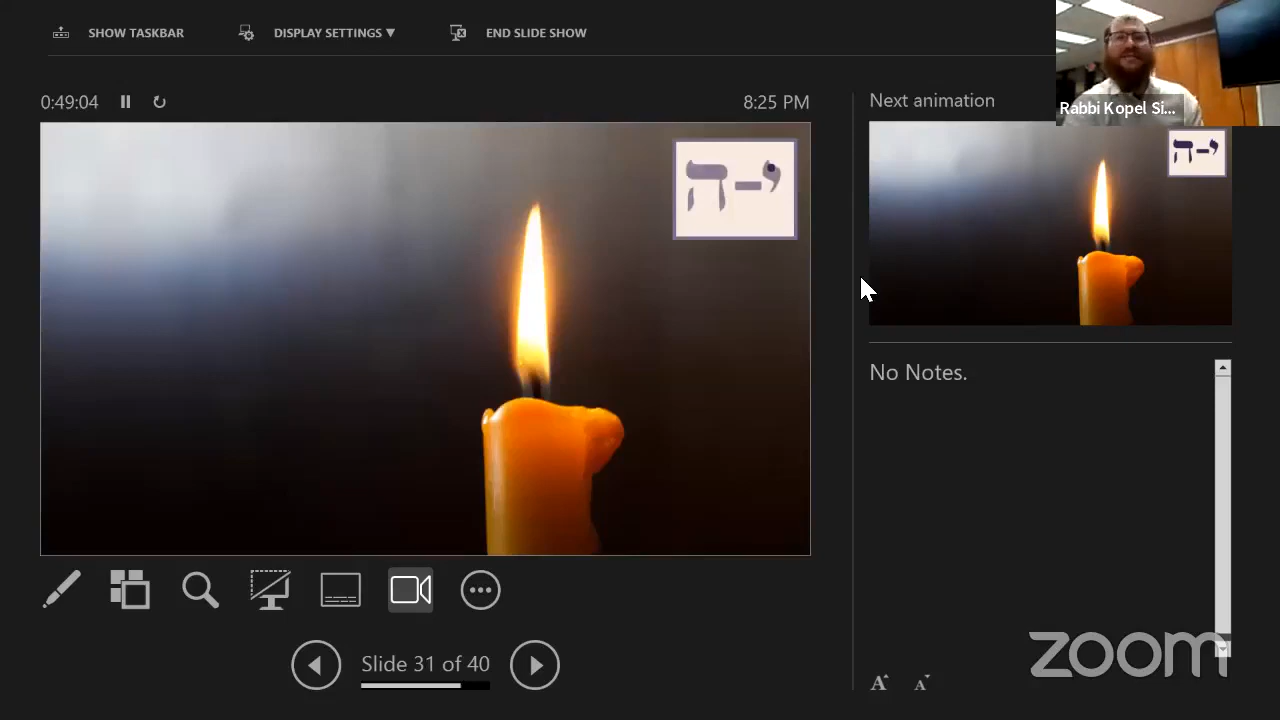 SHOW TASKBAR
DISPLAY SETTINGS ▼
END SLIDE SHOW
Rabbi Kopel Si...
0:49:04
8:25 PM
Next animation
י-ה
י-ה
No Notes.
Slide 31 of 40
zoom
A A